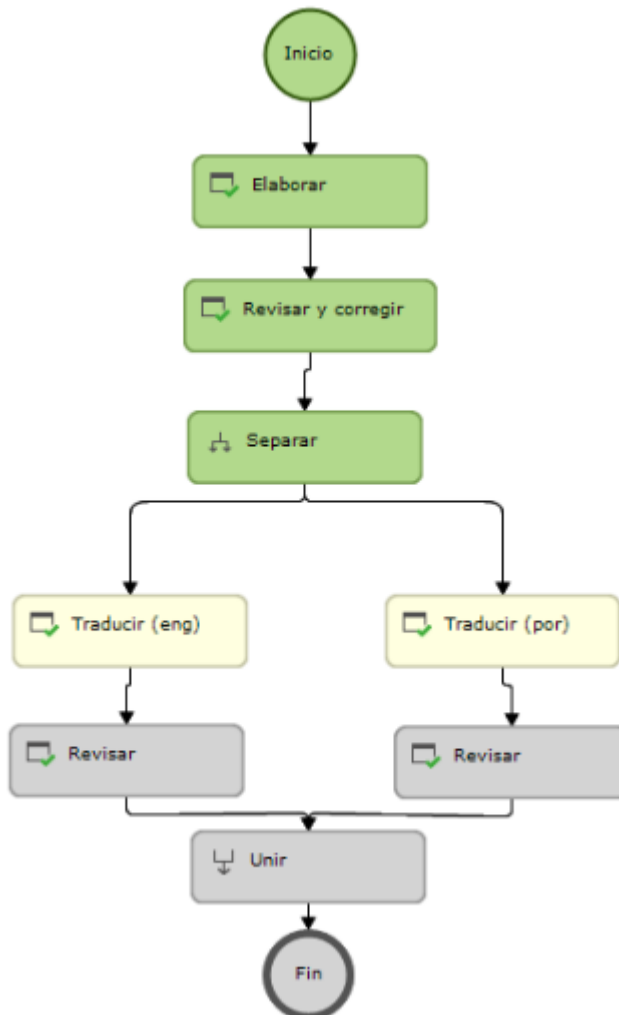 Inicio
Elaborar
Revisar y corregir
Separar
Traducir (eng)
Traducir (por)
Revisar
Revisar
Unir
Fin